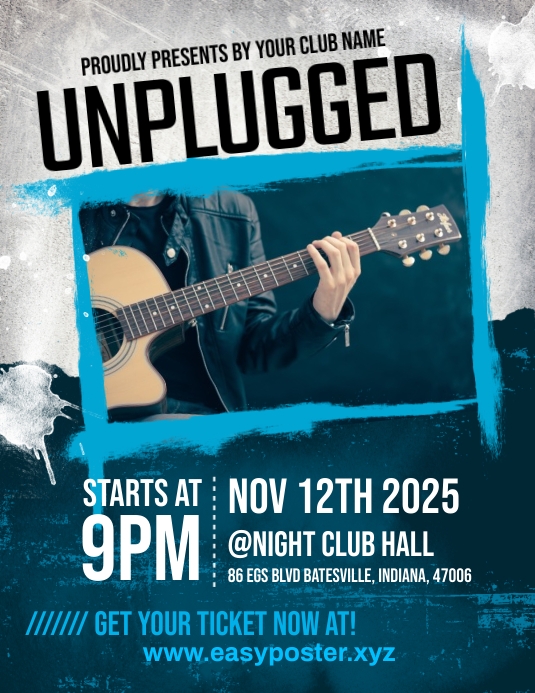 PROUDLY PRESENTS BY YOUR CLUB NAME
UNPLUGGED
STARTS AT
9PM
NOV 12TH 2025
@NIGHT CLUB HALL
86 EGS BLVD BATESVILLE, INDIANA, 47006
/////// GET YOUR TICKET NOW AT!
www.easyposter.xyz